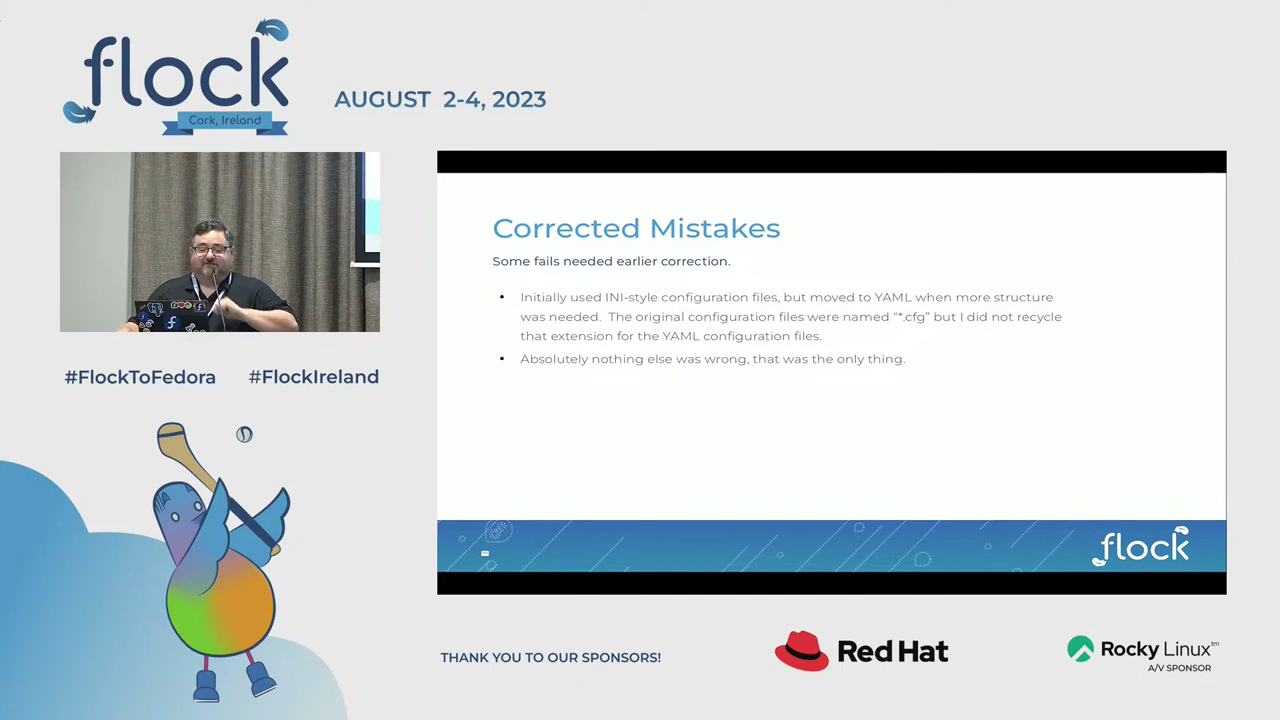 flock
Cork, Ireland
AUGUST 2-4, 2023
Corrected Mistakes
Some fails needed earlier correction.
• Initially used INI-style configuration files, but moved to YAML when more structure
was needed. The original configuration files were named “*.cfg” but I did not recycle
that extension for the YAML configuration files.
• Absolutely nothing else was wrong, that was the only thing.
flock
#FlockToFedora #FlockIreland
THANK YOU TO OUR SPONSORS!
Red Hat
Rocky Linux™
A/V SPONSOR